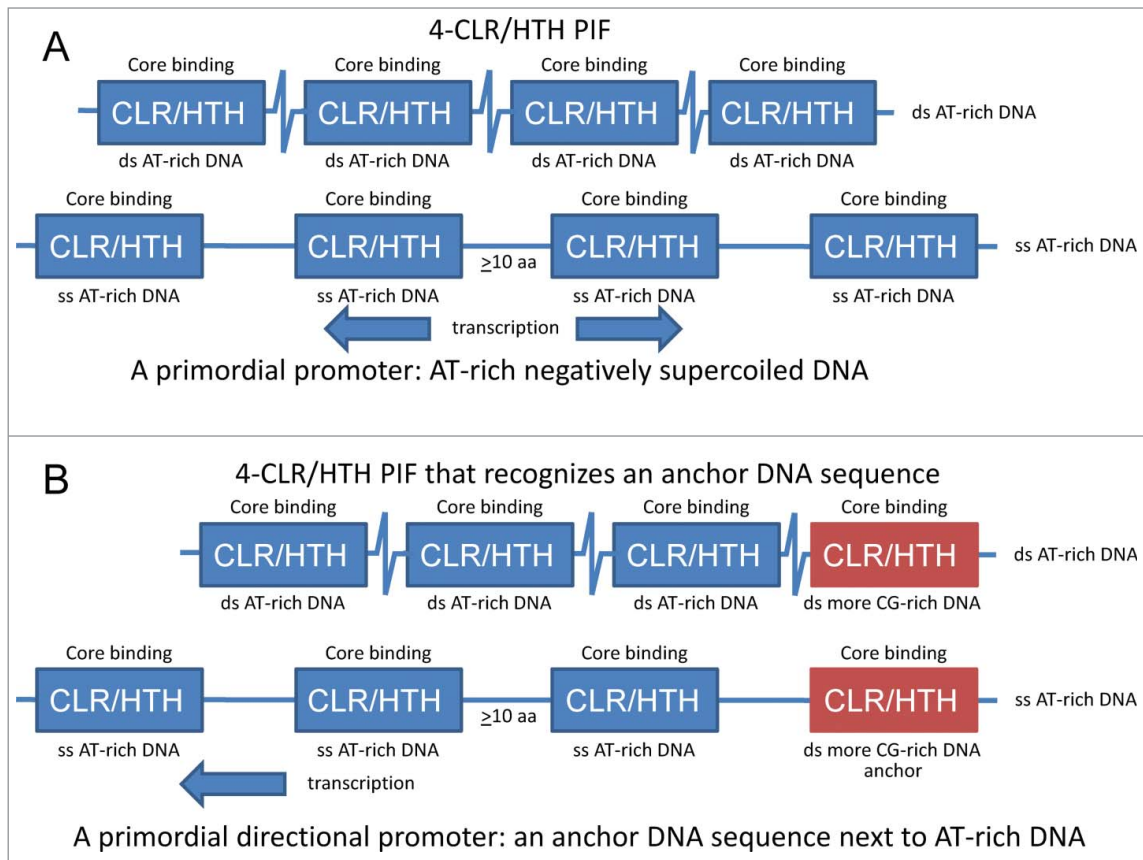 A
4-CLR/HTH PIF
Core binding Core binding Core binding Core binding
CLR/HTH CLR/HTH CLR/HTH CLR/HTH ds AT-rich DNA
ds AT-rich DNA ds AT-rich DNA ds AT-rich DNA ds AT-rich DNA
Core binding Core binding Core binding Core binding
CLR/HTH CLR/HTH CLR/HTH CLR/HTH ss AT-rich DNA
≥10 aa
ss AT-rich DNA ss AT-rich DNA ss AT-rich DNA ss AT-rich DNA
transcription
A primordial promoter: AT-rich negatively supercoiled DNA
B
4-CLR/HTH PIF that recognizes an anchor DNA sequence
Core binding Core binding Core binding Core binding
CLR/HTH CLR/HTH CLR/HTH CLR/HTH ds AT-rich DNA
ds AT-rich DNA ds AT-rich DNA ds AT-rich DNA ds more CG-rich DNA
Core binding Core binding Core binding Core binding
CLR/HTH CLR/HTH CLR/HTH CLR/HTH ss AT-rich DNA
≥10 aa
ss AT-rich DNA ss AT-rich DNA ss AT-rich DNA ds more CG-rich DNA
anchor
transcription
A primordial directional promoter: an anchor DNA sequence next to AT-rich DNA